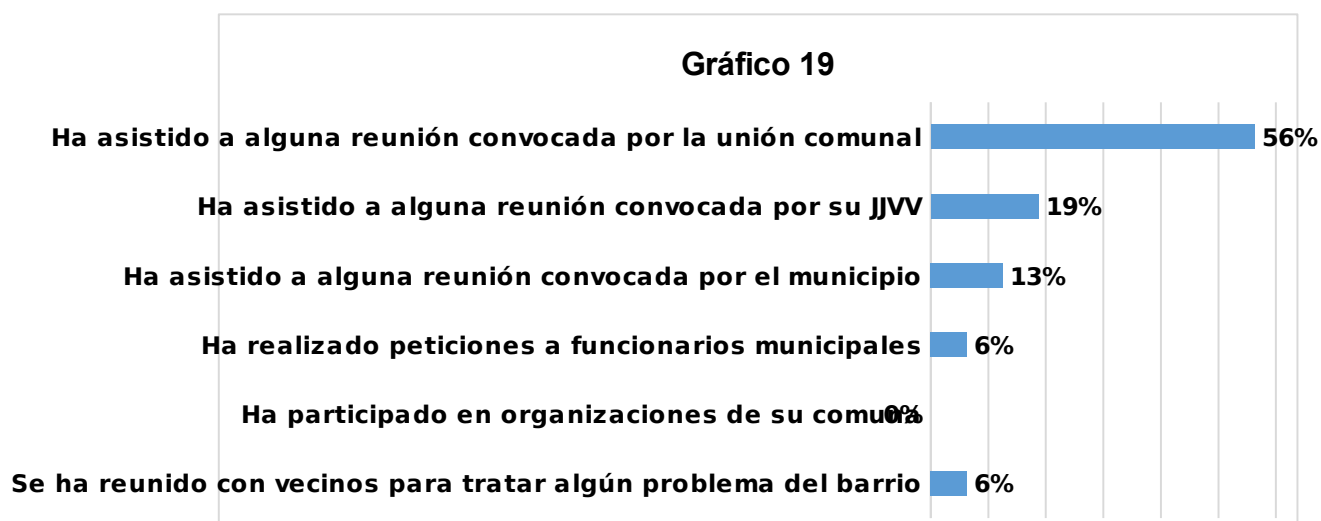 Gráfico 19
Ha asistido a alguna reunión convocada por la unión comunal 56%
Ha asistido a alguna reunión convocada por su JJVV 19%
Ha asistido a alguna reunión convocada por el municipio 13%
Ha realizado peticiones a funcionarios municipales 6%
Ha participado en organizaciones de su comuna 0%
Se ha reunido con vecinos para tratar algún problema del barrio 6%